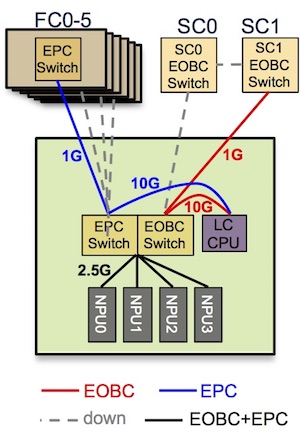 FC0-5
SC0
SC1
EPC
Switch
SC0
EOBC
Switch
SC1
EOBC
Switch
1G
1G
10G
10G
EPC
Switch
EOBC
Switch
LC
CPU
2.5G
NPU0
NPU1
NPU2
NPU3
EOBC
EPC
down
EOBC+EPC